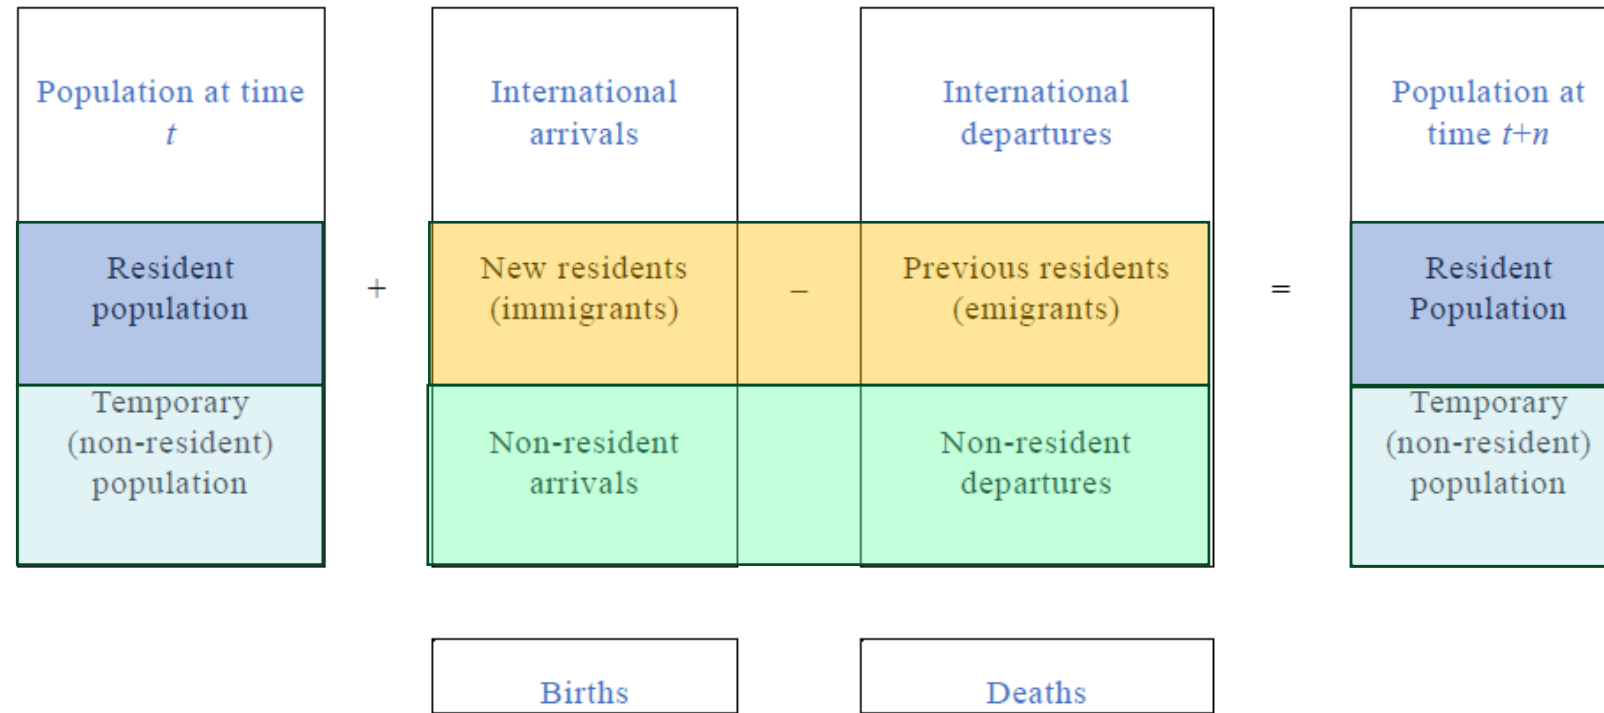 Population at time
t
International
arrivals
International
departures
Population at
time t+n
Resident
population
+
New residents
(immigrants)
–
Previous residents
(emigrants)
=
Resident
Population
Temporary
(non-resident)
population
Non-resident
arrivals
Non-resident
departures
Temporary
(non-resident)
population
Births
Deaths